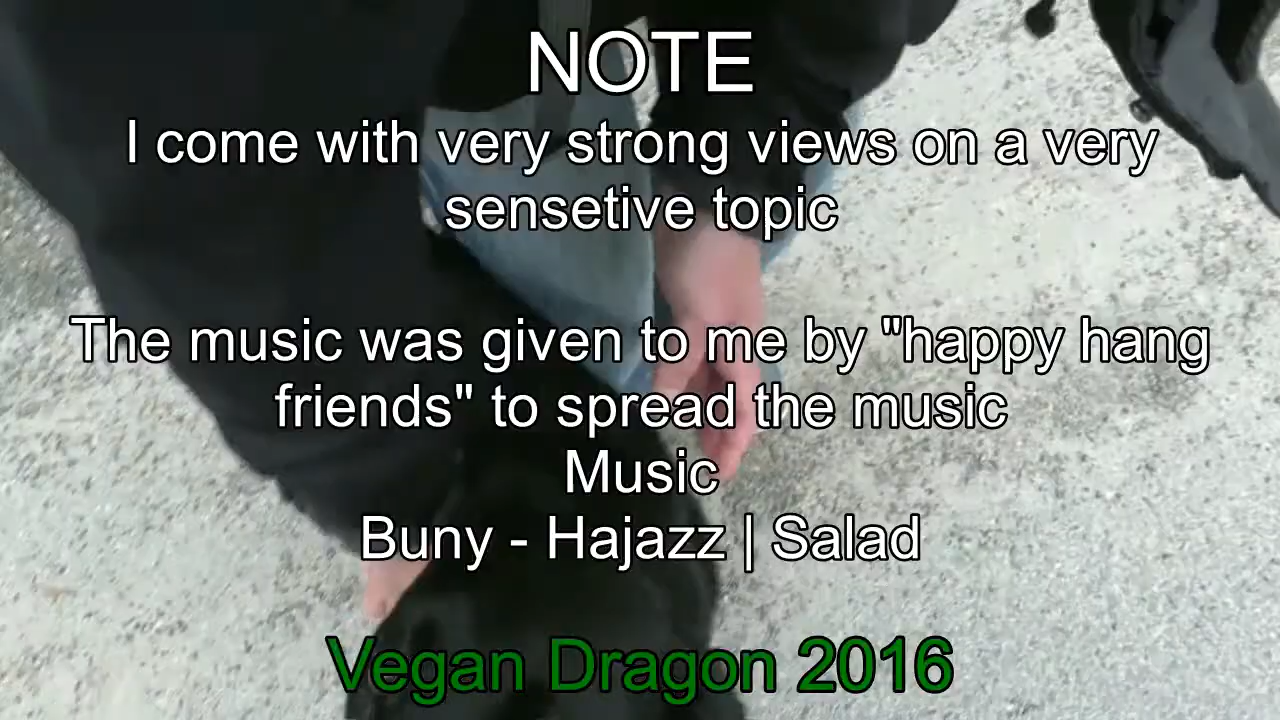 NOTE
I come with very strong views on a very
sensetive topic
The music was given to me by "happy hang
friends" to spread the music
Music
Buny - Hajazz | Salad
Vegan Dragon 2016